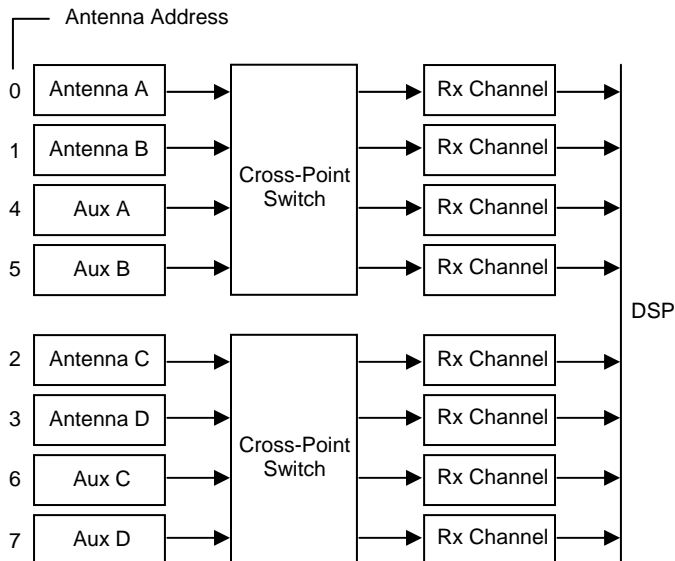 Antenna Address
0 Antenna A Rx Channel
1 Antenna B Rx Channel
Cross-Point
Switch
4 Aux A Rx Channel
5 Aux B Rx Channel
DSP
2 Antenna C Rx Channel
3 Antenna D Rx Channel
Cross-Point
Switch
6 Aux C Rx Channel
7 Aux D Rx Channel